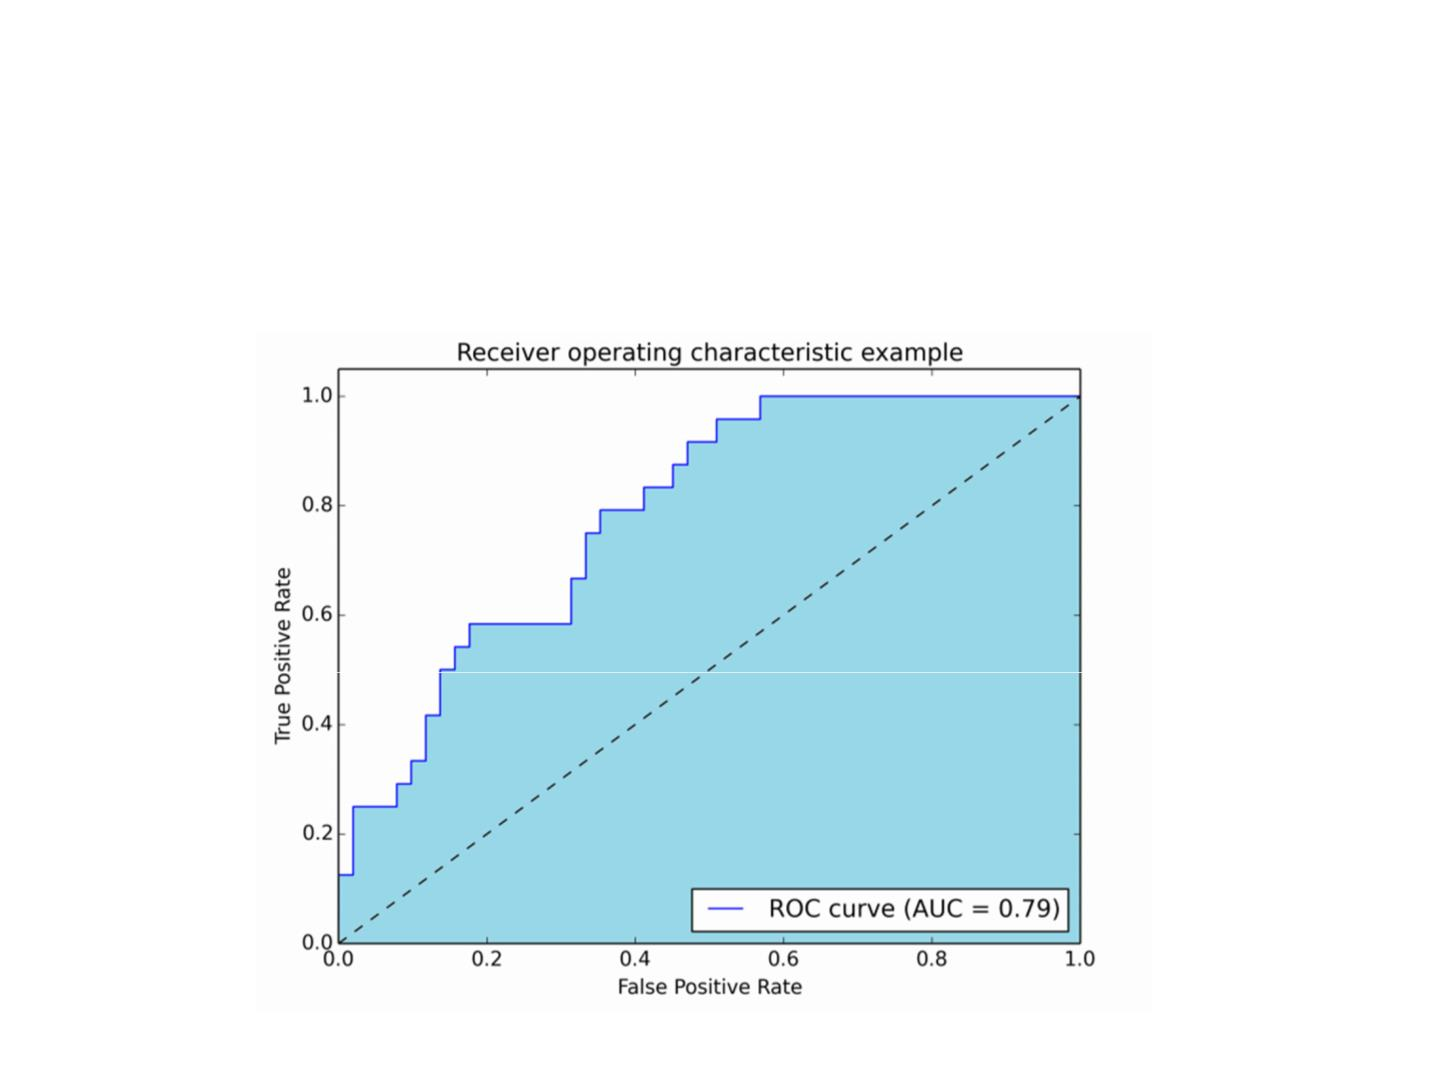 Receiver operating characteristic example
1.0
0.8
0.6
0.4
0.2
0.0
True Positive Rate
ROC curve (AUC = 0.79)
0.0 0.2 0.4 0.6 0.8 1.0
False Positive Rate